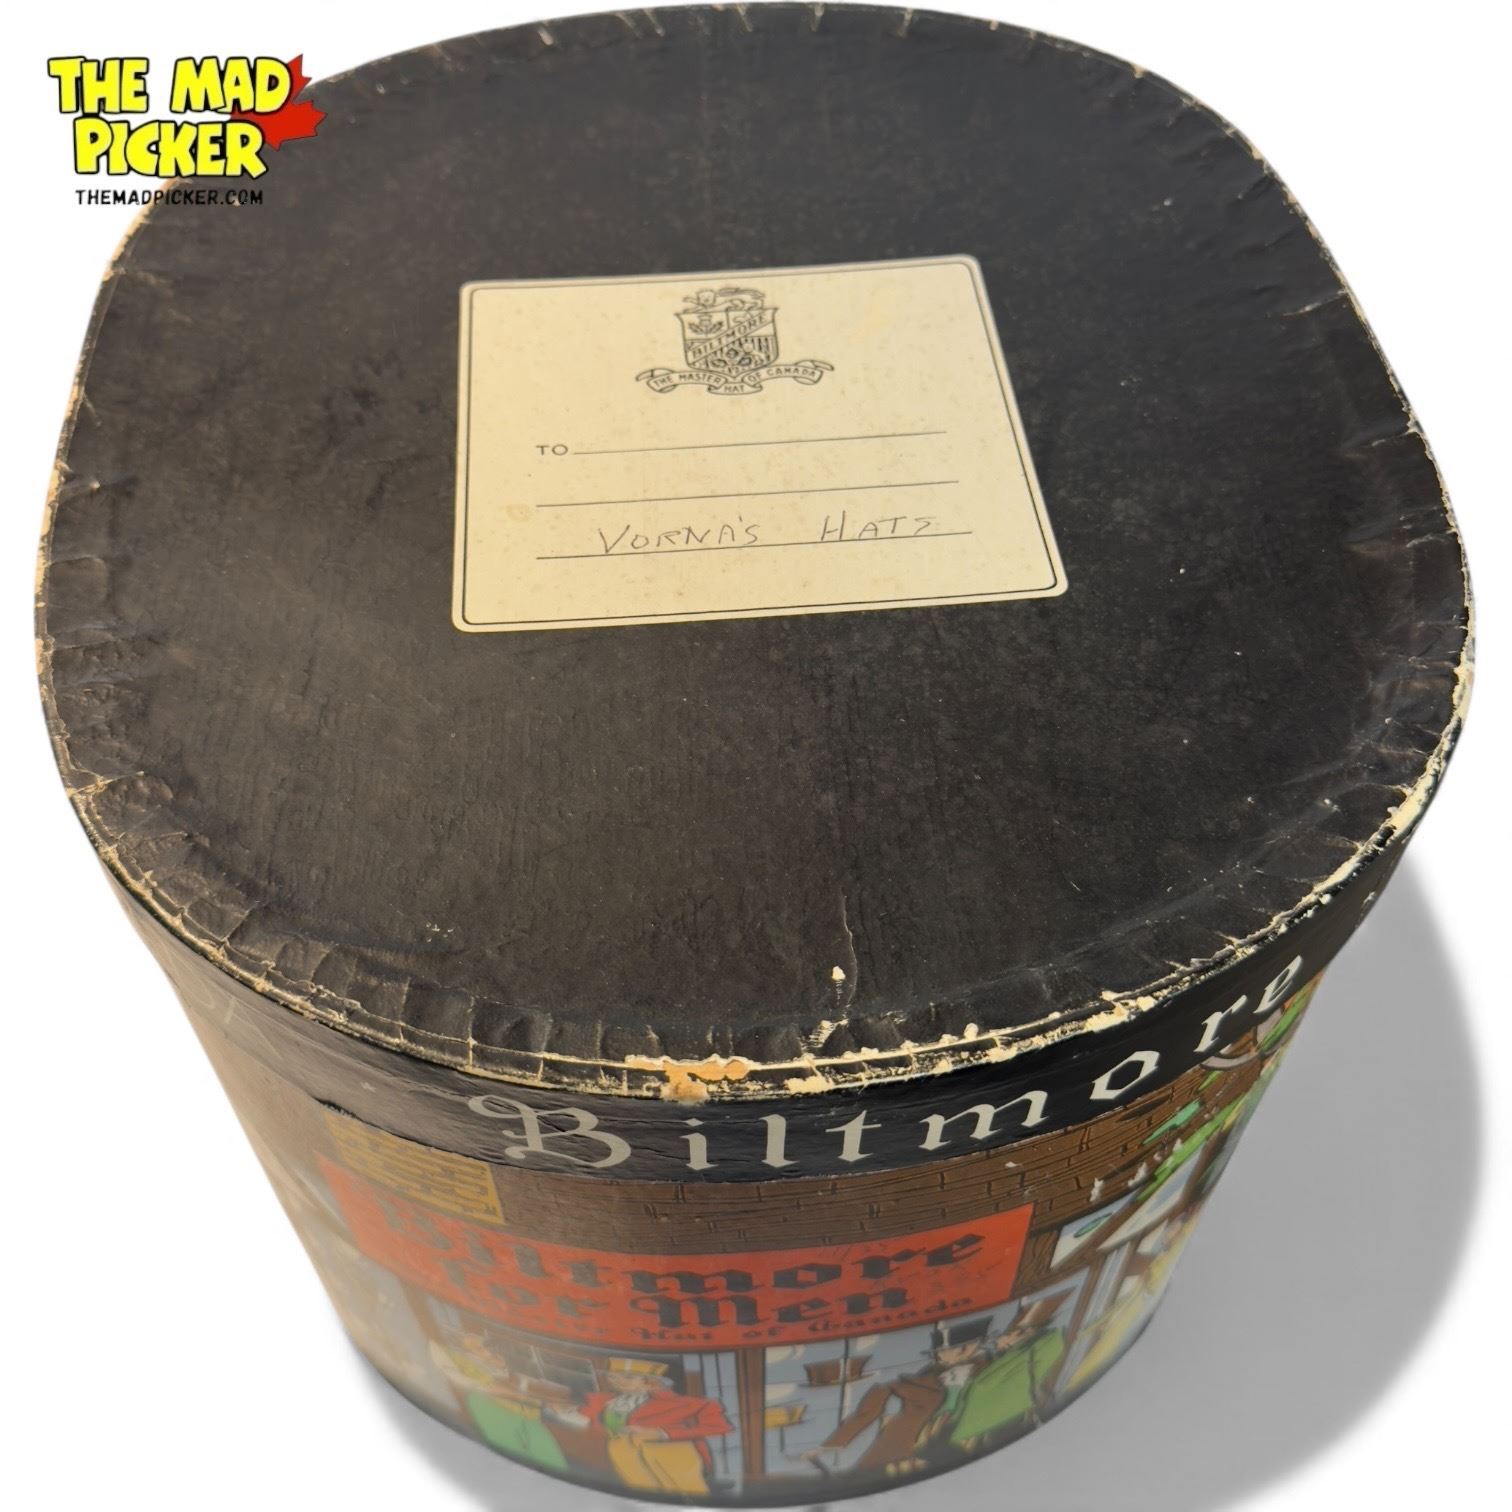 THE MAD
PICKER
THEMADPICKER.COM
BILTMORE
THE MASTER HAT OF CANADA
TO
VORNA'S HATS
Biltmore
Biltmore
for Men
Hat of Canada